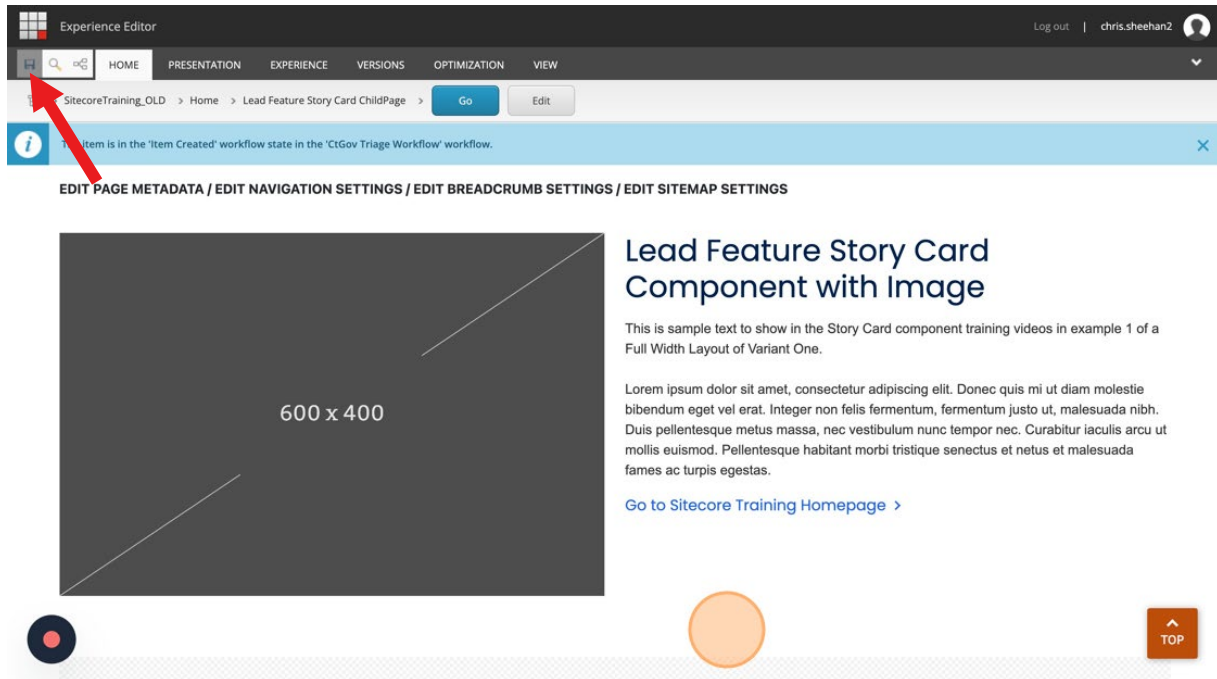 Experience Editor
Log out | chris.sheehan2
HOME PRESENTATION EXPERIENCE VERSIONS OPTIMIZATION VIEW
SitecoreTraining_OLD > Home > Lead Feature Story Card ChildPage > Go Edit
item is in the 'Item Created' workflow state in the 'CtGov Triage Workflow' workflow.
EDIT PAGE METADATA / EDIT NAVIGATION SETTINGS / EDIT BREADCRUMB SETTINGS / EDIT SITEMAP SETTINGS
600 x 400
Lead Feature Story Card
Component with Image
This is sample text to show in the Story Card component training videos in example 1 of a
Full Width Layout of Variant One.
Lorem ipsum dolor sit amet, consectetur adipiscing elit. Donec quis mi ut diam molestie
bibendum eget vel erat. Integer non felis fermentum, fermentum justo ut, malesuada nibh.
Duis pellentesque metus massa, nec vestibulum nunc tempor nec. Curabitur iaculis arcu ut
mollis euismod. Pellentesque habitant morbi tristique senectus et netus et malesuada
fames ac turpis egestas.
Go to Sitecore Training Homepage >
TOP